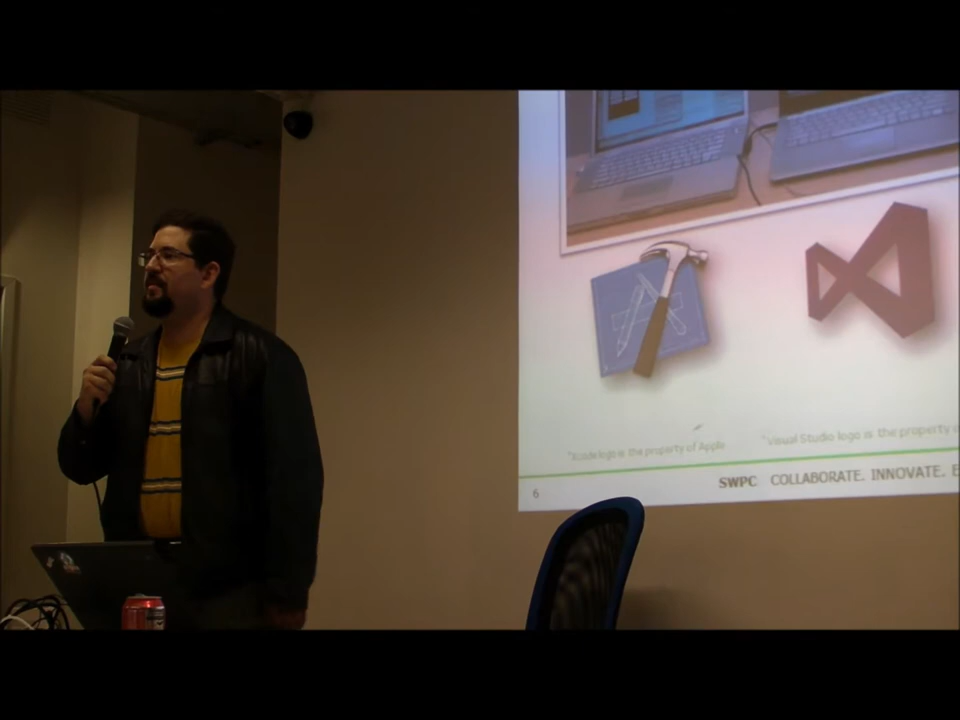 *Xcode logo is the property of Apple
*Visual Studio logo is the property
6
SWPC COLLABORATE. INNOVATE.